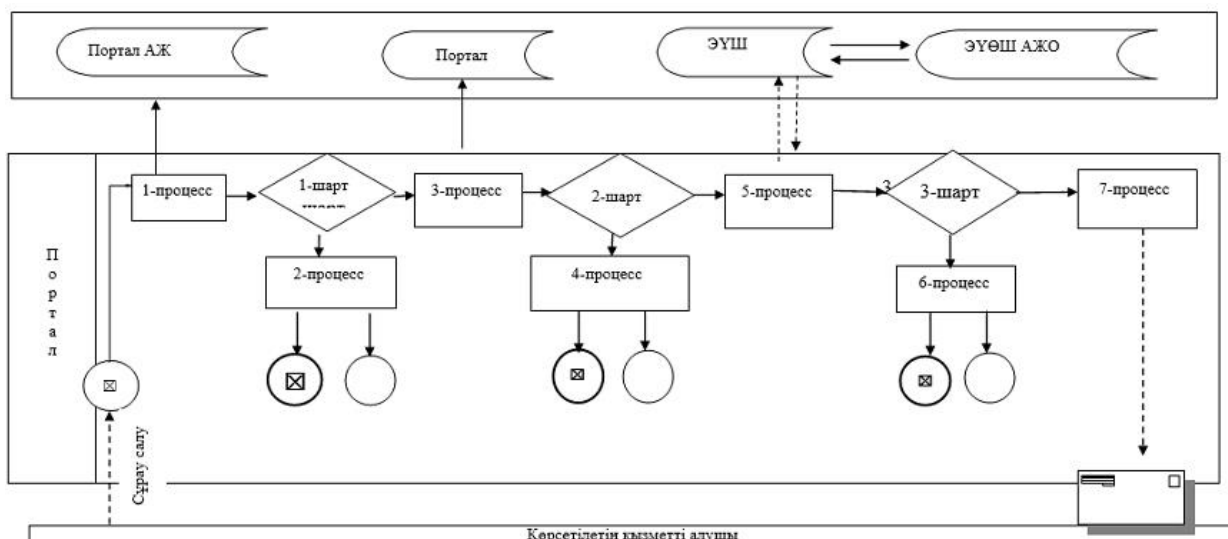 Портал АЖ
Портал
ЭҮШ
ЭҮӨШ АЖО
1-процесс
1-шарт
шарт
3-процесс
2-шарт
5-процесс
3
3-шарт
7-процесс
2-процесс
4-процесс
6-процесс
Портал
Сұрау салу
Көрсетілетін қызметті алушы